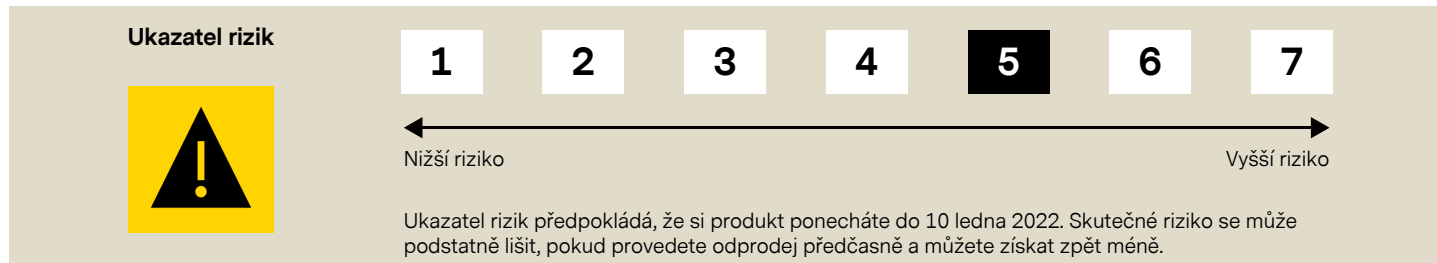 Ukazatel rizik
1 2 3 4 5 6 7
Nižší riziko Vyšší riziko
Ukazatel rizik předpokládá, že si produkt ponecháte do 10 ledna 2022. Skutečné riziko se může
podstatně lišit, pokud provedete odprodej předčasně a můžete získat zpět méně.